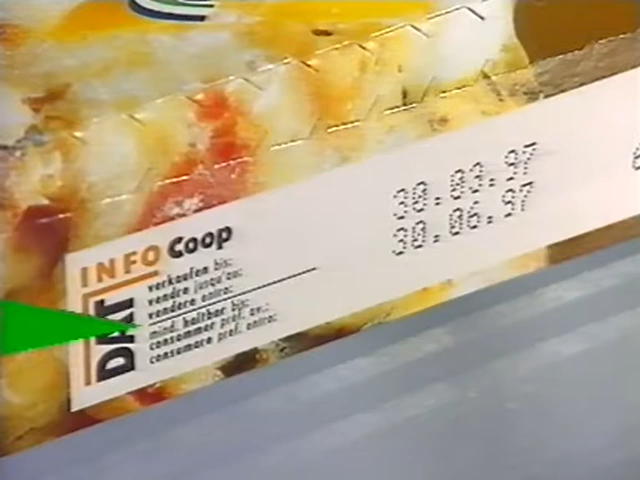 INFO Coop
DAT
verkaufen bis:
vendre jusqu'au:
vendere entro:
mind. haltbar bis:
consommer préf. av.:
consumare pref. entro:
30.03.97
30.06.97